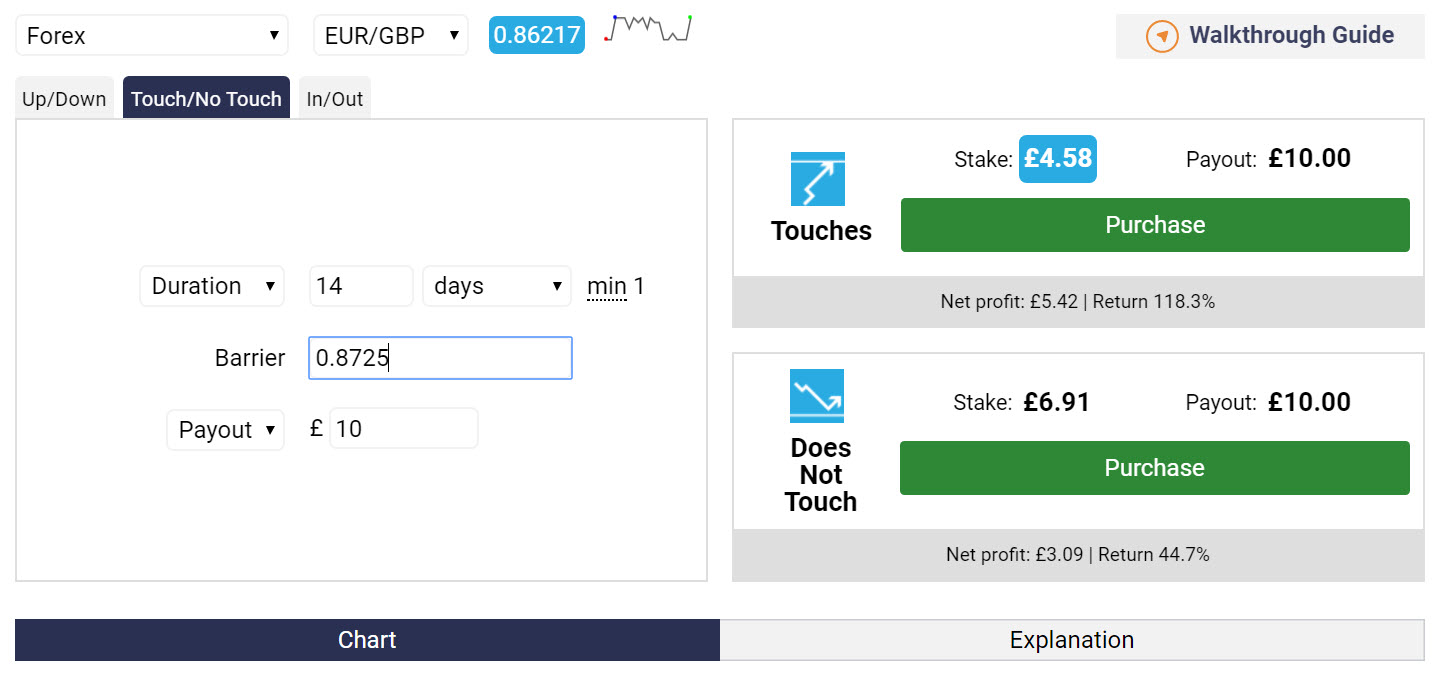 Forex EUR/GBP 0.86217 Walkthrough Guide
Up/Down Touch/No Touch In/Out
Duration 14 days min 1
Barrier 0.8725
Payout £ 10
Stake: £4.58 Payout: £10.00
Touches
Purchase
Net profit: £5.42 | Return 118.3%
Stake: £6.91 Payout: £10.00
Does
Not
Touch
Purchase
Net profit: £3.09 | Return 44.7%
Chart Explanation